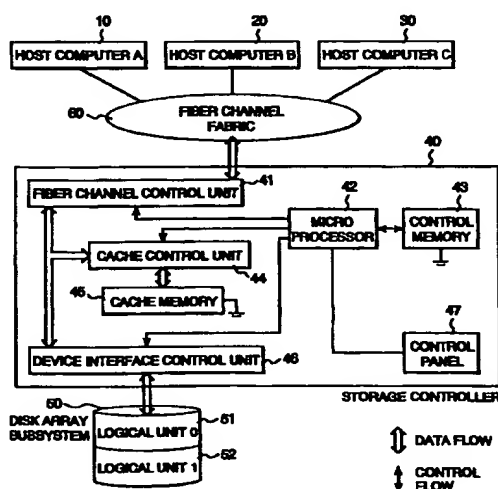 10
20
30
HOST COMPUTER A
HOST COMPUTER B
HOST COMPUTER C
60
FIBER CHANNEL
FABRIC
40
FIBER CHANNEL CONTROL UNIT
41
42
43
MICRO
PROCESSOR
CONTROL
MEMORY
CACHE CONTROL UNIT
44
45
CACHE MEMORY
47
CONTROL
PANEL
DEVICE INTERFACE CONTROL UNIT
46
STORAGE CONTROLLER
50
51
DISK ARRAY
SUBSYSTEM
LOGICAL UNIT 0
52
LOGICAL UNIT 1
DATA FLOW
CONTROL
FLOW